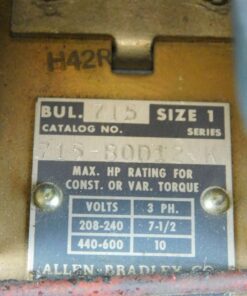 H42R
BUL. 715 SIZE 1
CATALOG NO. SERIES
MAX. HP RATING FOR
CONST. OR VAR. TORQUE
VOLTS 3 PH.
208-240 7-1/2
440-600 10
ALLEN-BRADLEY CO.